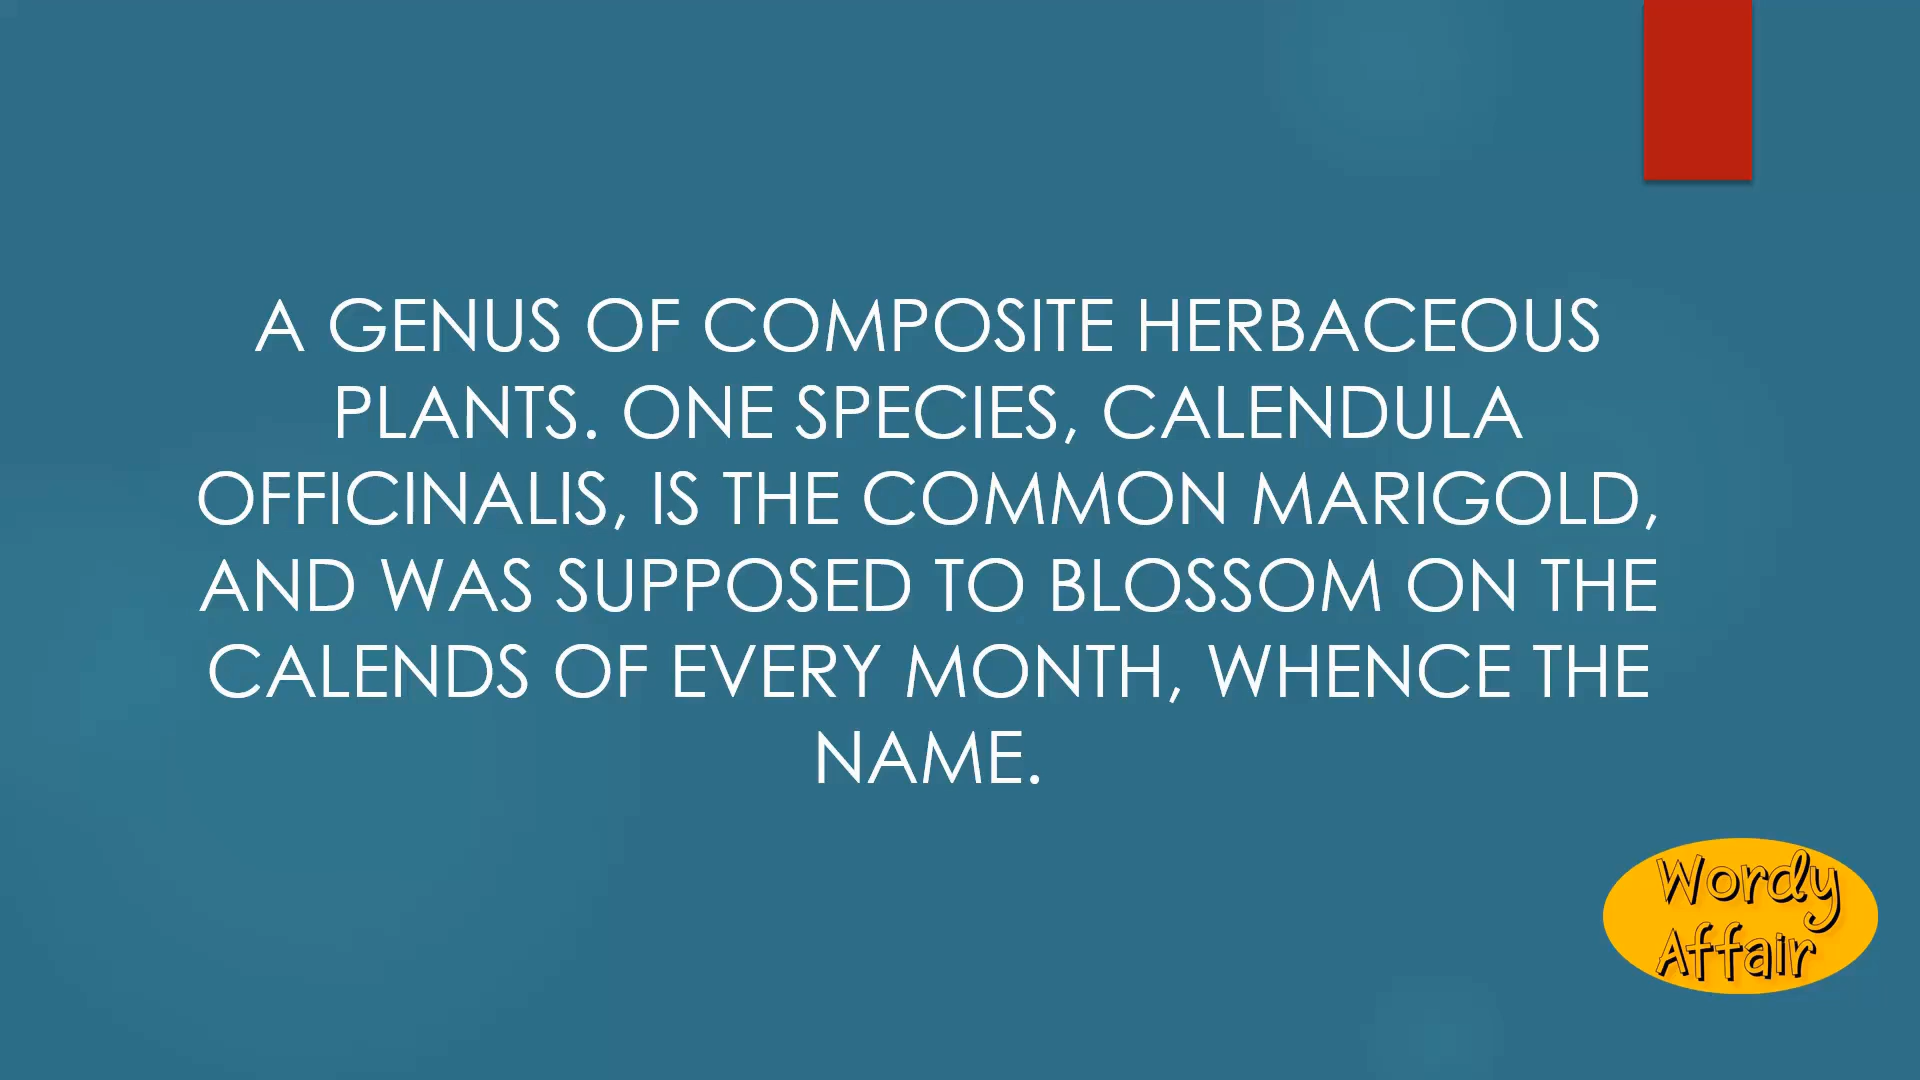 A GENUS OF COMPOSITE HERBACEOUS
PLANTS. ONE SPECIES, CALENDULA
OFFICINALIS, IS THE COMMON MARIGOLD,
AND WAS SUPPOSED TO BLOSSOM ON THE
CALENDS OF EVERY MONTH, WHENCE THE
NAME.
Wordy
Affair